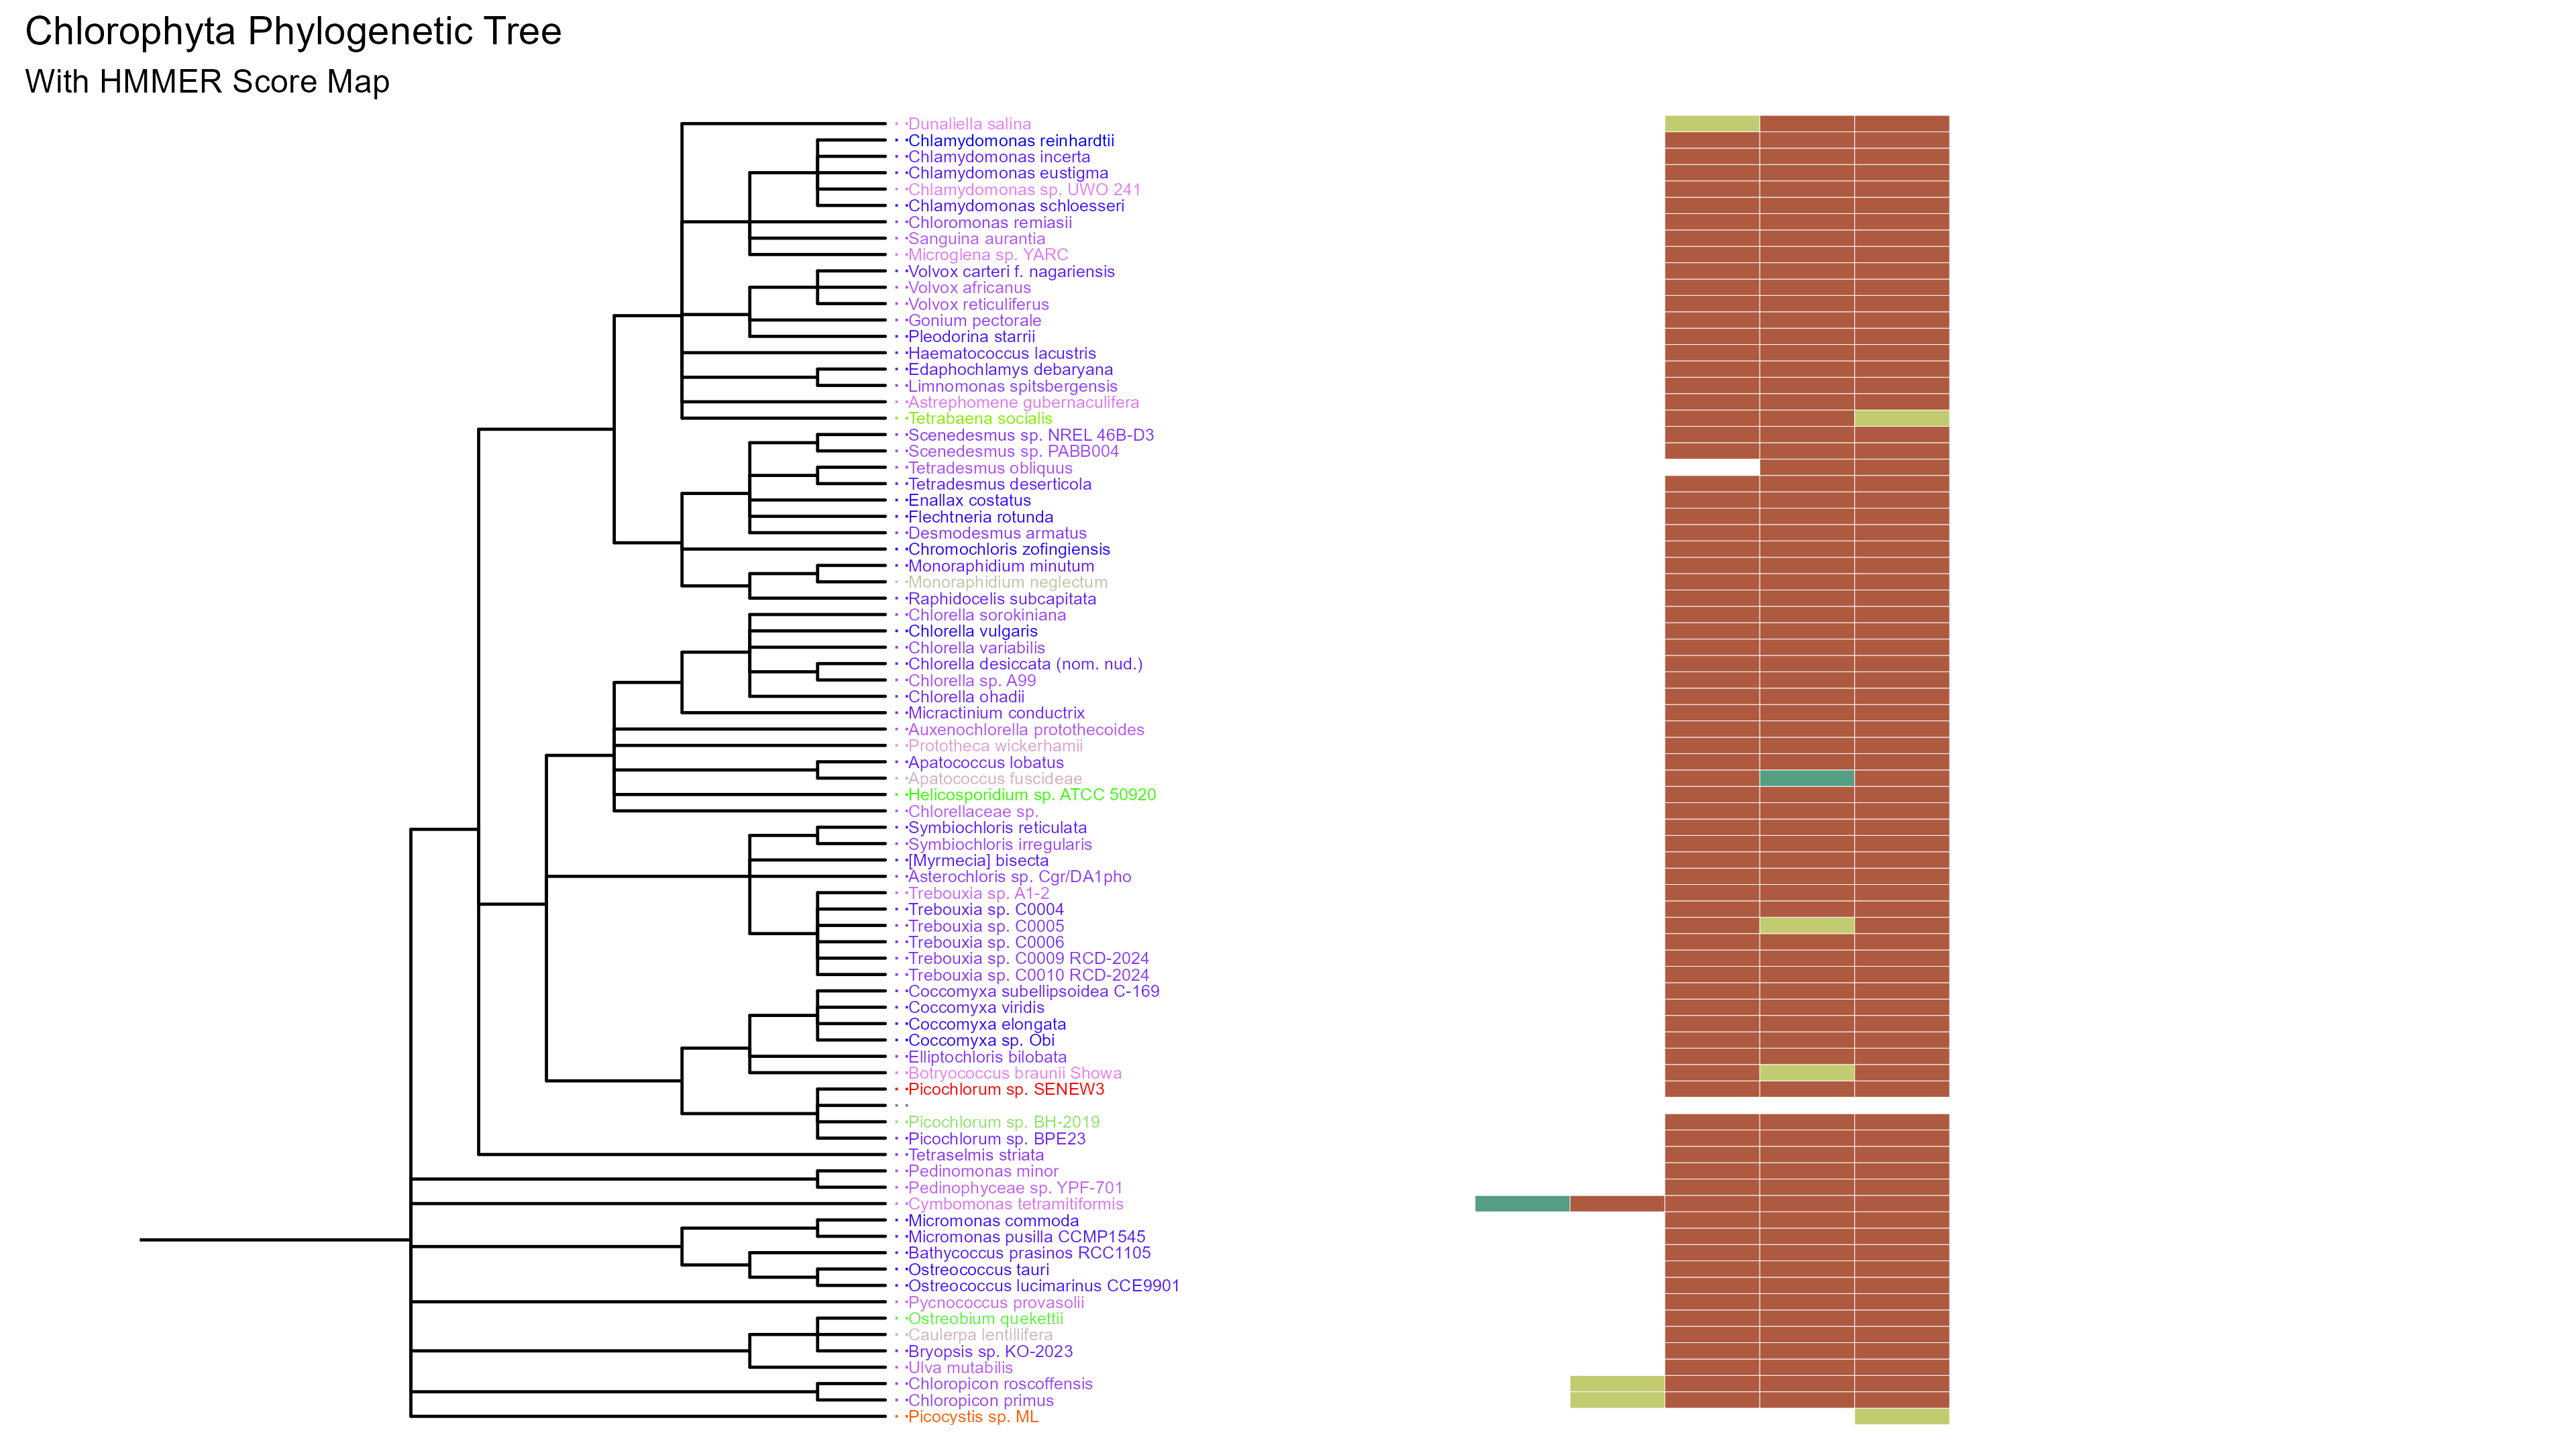 Chlorophyta Phylogenetic Tree
With HMMER Score Map
Dunaliella salina
Chlamydomonas reinhardtii
Chlamydomonas incerta
Chlamydomonas eustigma
Chlamydomonas sp. UWO 241
Chlamydomonas schloesseri
Chloromonas remiasii
Sanguina aurantia
Microglena sp. YARC
Volvox carteri f. nagariensis
Volvox africanus
Volvox reticuliferus
Gonium pectorale
Pleodorina starrii
Haematococcus lacustris
Edaphochlamys debaryana
Limnomonas spitsbergensis
Astrephomene gubernaculifera
Tetrabaena socialis
Scenedesmus sp. NREL 46B-D3
Scenedesmus sp. PABB004
Tetradesmus obliquus
Tetradesmus deserticola
Enallax costatus
Flechtneria rotunda
Desmodesmus armatus
Chromochloris zofingiensis
Monoraphidium minutum
Monoraphidium neglectum
Raphidocelis subcapitata
Chlorella sorokiniana
Chlorella vulgaris
Chlorella variabilis
Chlorella desiccata (nom. nud.)
Chlorella sp. A99
Chlorella ohadii
Micractinium conductrix
Auxenochlorella protothecoides
Prototheca wickerhamii
Apatococcus lobatus
Apatococcus fuscideae
Helicosporidium sp. ATCC 50920
Chlorellaceae sp.
Symbiochloris reticulata
Symbiochloris irregularis
[Myrmecia] bisecta
Asterochloris sp. Cgr/DA1pho
Trebouxia sp. A1-2
Trebouxia sp. C0004
Trebouxia sp. C0005
Trebouxia sp. C0006
Trebouxia sp. C0009 RCD-2024
Trebouxia sp. C0010 RCD-2024
Coccomyxa subellipsoidea C-169
Coccomyxa viridis
Coccomyxa elongata
Coccomyxa sp. Obi
Elliptochloris bilobata
Botryococcus braunii Showa
Picochlorum sp. SENEW3
Picochlorum sp. BH-2019
Picochlorum sp. BPE23
Tetraselmis striata
Pedinomonas minor
Pedinophyceae sp. YPF-701
Cymbomonas tetramitiformis
Micromonas commoda
Micromonas pusilla CCMP1545
Bathycoccus prasinos RCC1105
Ostreococcus tauri
Ostreococcus lucimarinus CCE9901
Pycnococcus provasolii
Ostreobium quekettii
Caulerpa lentillifera
Bryopsis sp. KO-2023
Ulva mutabilis
Chloropicon roscoffensis
Chloropicon primus
Picocystis sp. ML